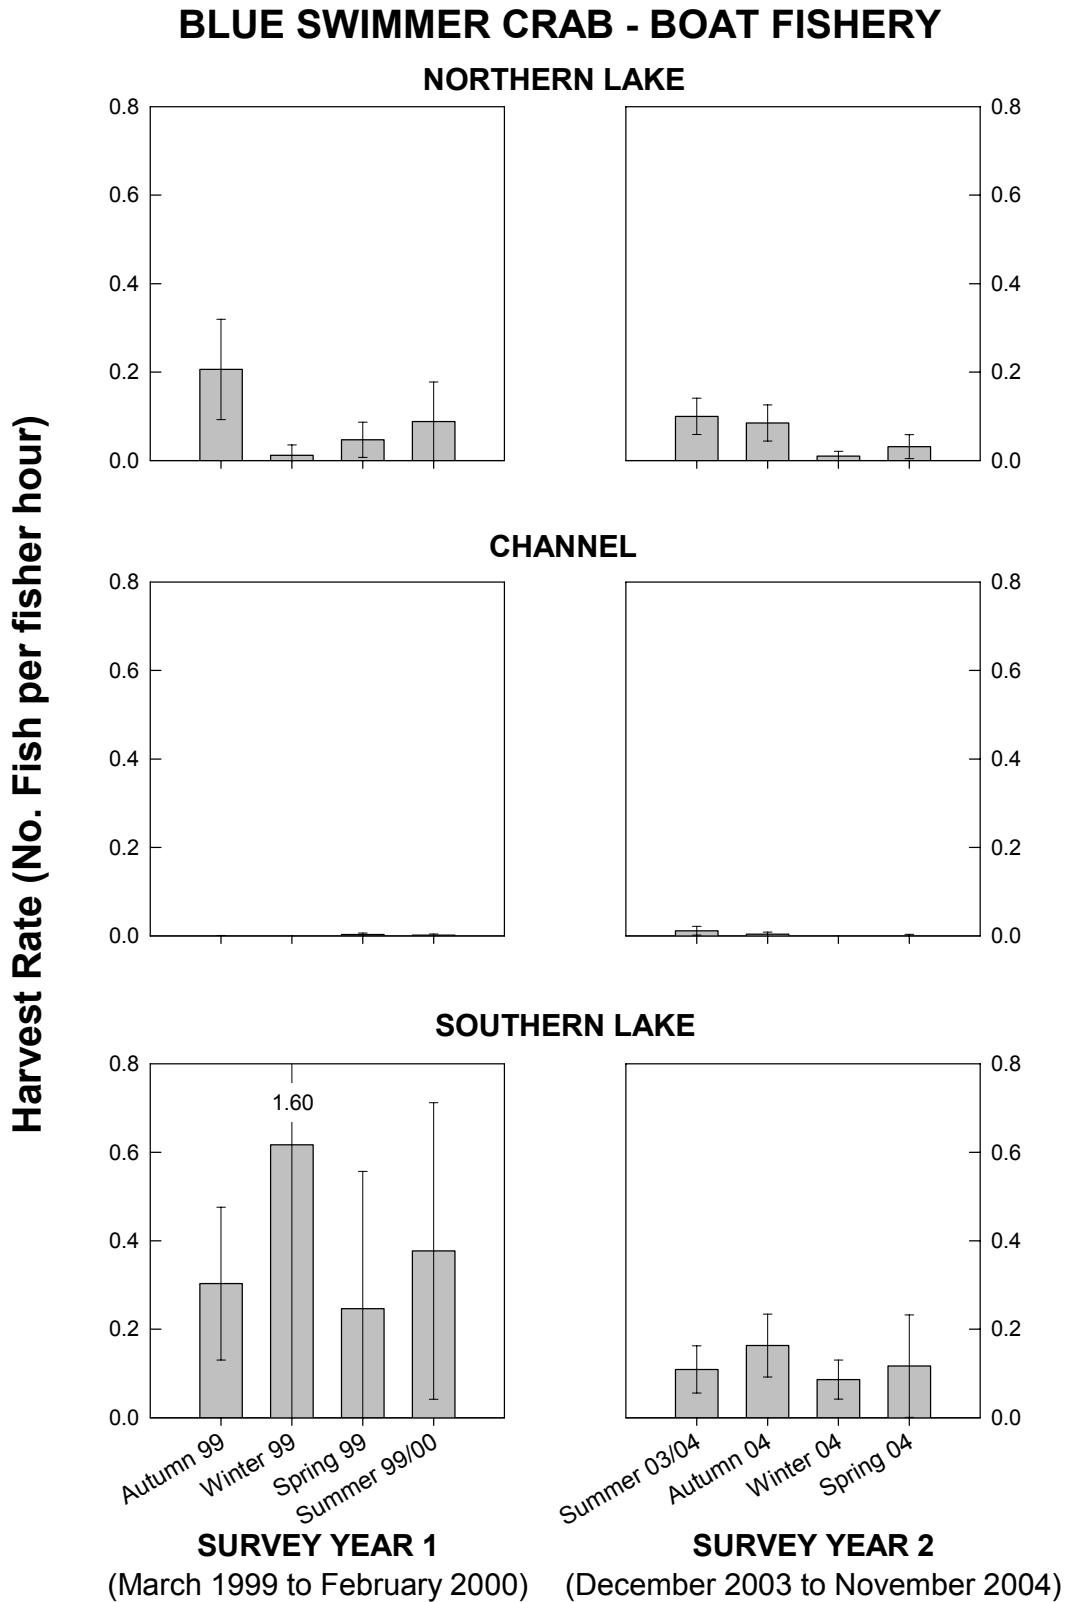 BLUE SWIMMER CRAB - BOAT FISHERY
NORTHERN LAKE
0.8
0.6
0.4
0.2
0.0
0.8
0.6
0.4
0.2
0.0
CHANNEL
0.8
0.6
0.4
0.2
0.0
0.8
0.6
0.4
0.2
0.0
Harvest Rate (No. Fish per fisher hour)
SOUTHERN LAKE
0.8
0.6
0.4
0.2
0.0
1.60
0.8
0.6
0.4
0.2
0.0
Autumn 99
Winter 99
Spring 99
Summer 99/00
Summer 03/04
Autumn 04
Winter 04
Spring 04
SURVEY YEAR 1
(March 1999 to February 2000)
SURVEY YEAR 2
(December 2003 to November 2004)